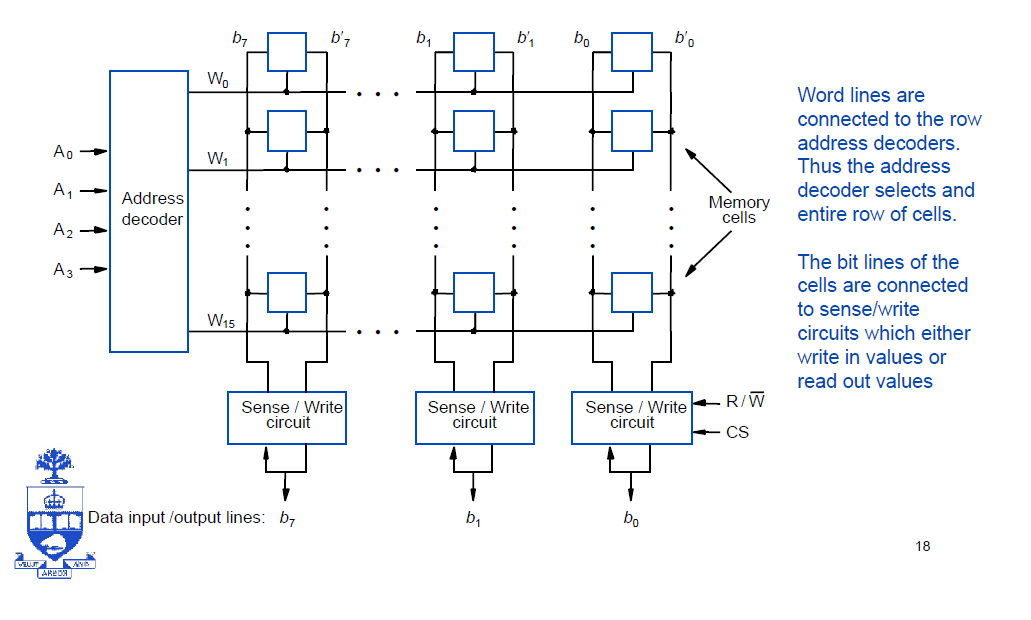 b7 b′7 b1 b′1 b0 b′0
W0
• • •
A0
W1
• • •
A1
Address
decoder
A2
A3
Memory
cells
W15
• • •
Sense / Write
circuit
Sense / Write
circuit
Sense / Write
circuit
R / W̅
CS
Data input /output lines: b7 b1 b0
Word lines are
connected to the row
address decoders.
Thus the address
decoder selects and
entire row of cells.
The bit lines of the
cells are connected
to sense/write
circuits which either
write in values or
read out values
VELUT
ARBOR
ÆVO
18